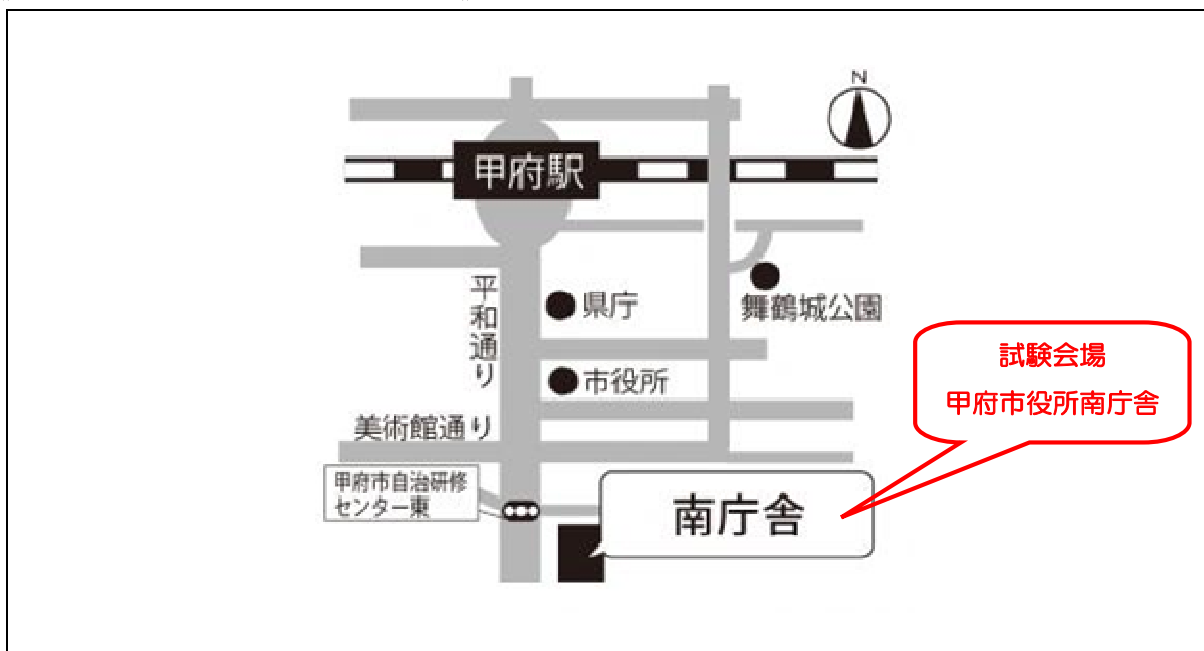 N
甲府駅
平和通り
県庁
舞鶴城公園
試験会場
甲府市役所南庁舎
市役所
美術館通り
甲府市自治研修
センター東
南庁舎